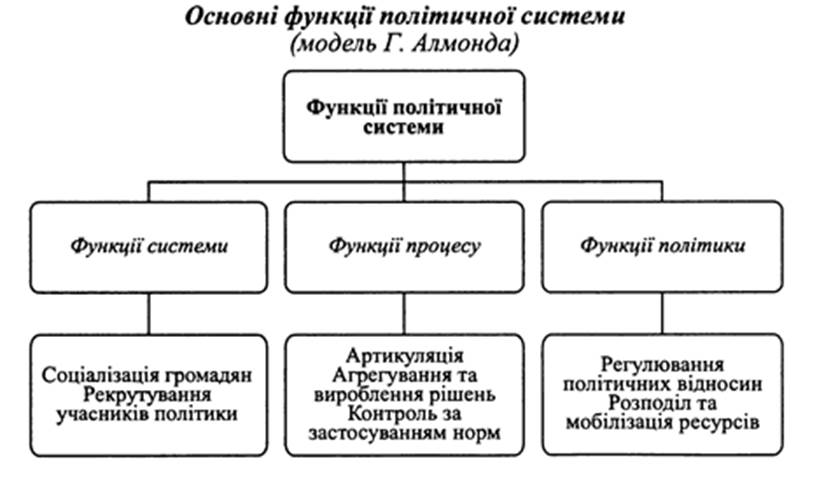 Основні функції політичної системи
(модель Г. Алмонда)
Функції політичної
системи
Функції системи
Функції процесу
Функції політики
Соціалізація громадян
Рекрутування
учасників політики
Артикуляція
Агрегування та
вироблення рішень
Контроль за
застосуванням норм
Регулювання
політичних відносин
Розподіл та
мобілізація ресурсів